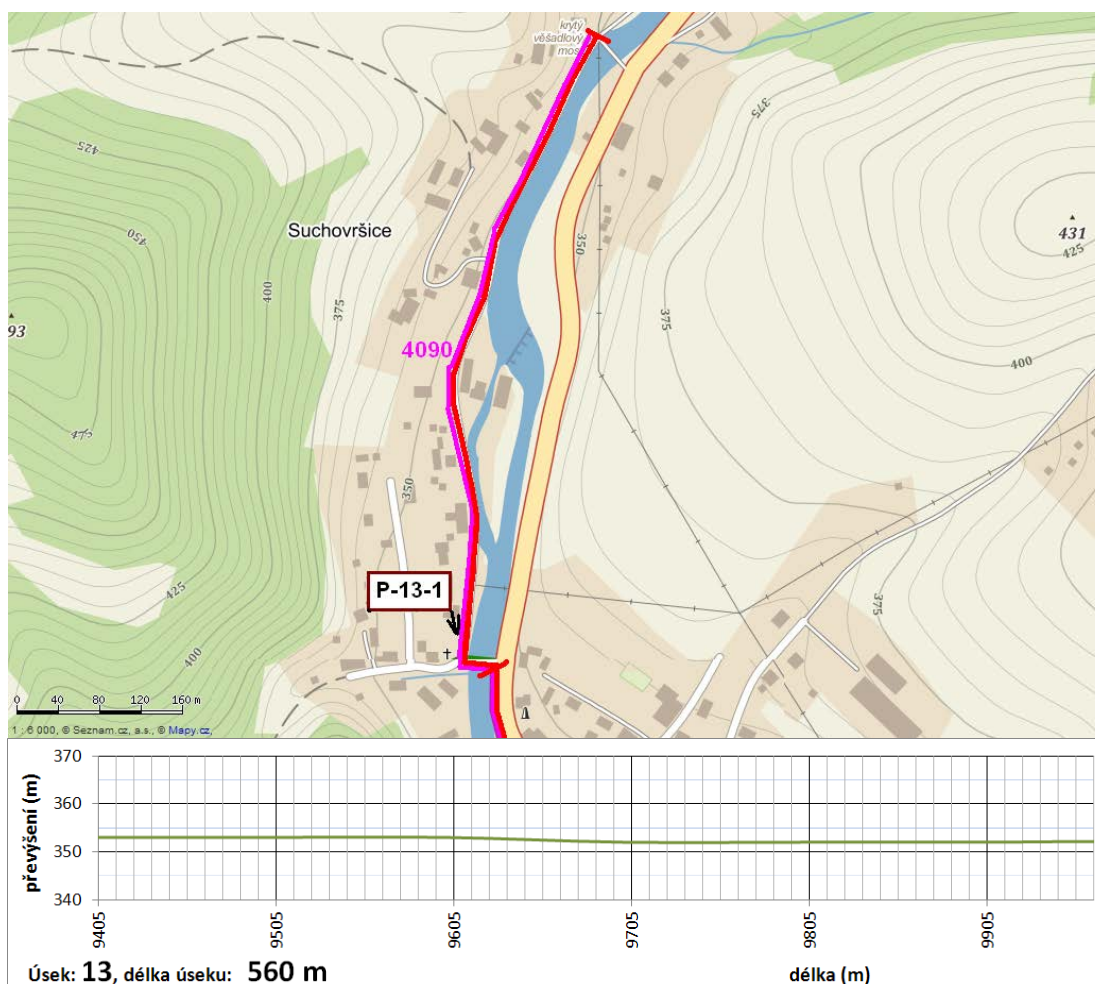 krytý
věšadlový
most
375
375
425
431
425
Suchovršice
450
350
400
375
375
93
4090
400
475
350
P-13-1
425
375
400
0 40 80 120 160 m
1 : 6 000, © Seznam.cz, a.s., © Mapy.cz,
370
360
350
340
převýšení (m)
9405 9505 9605 9705 9805 9905
Úsek: 13, délka úseku: 560 m
délka (m)